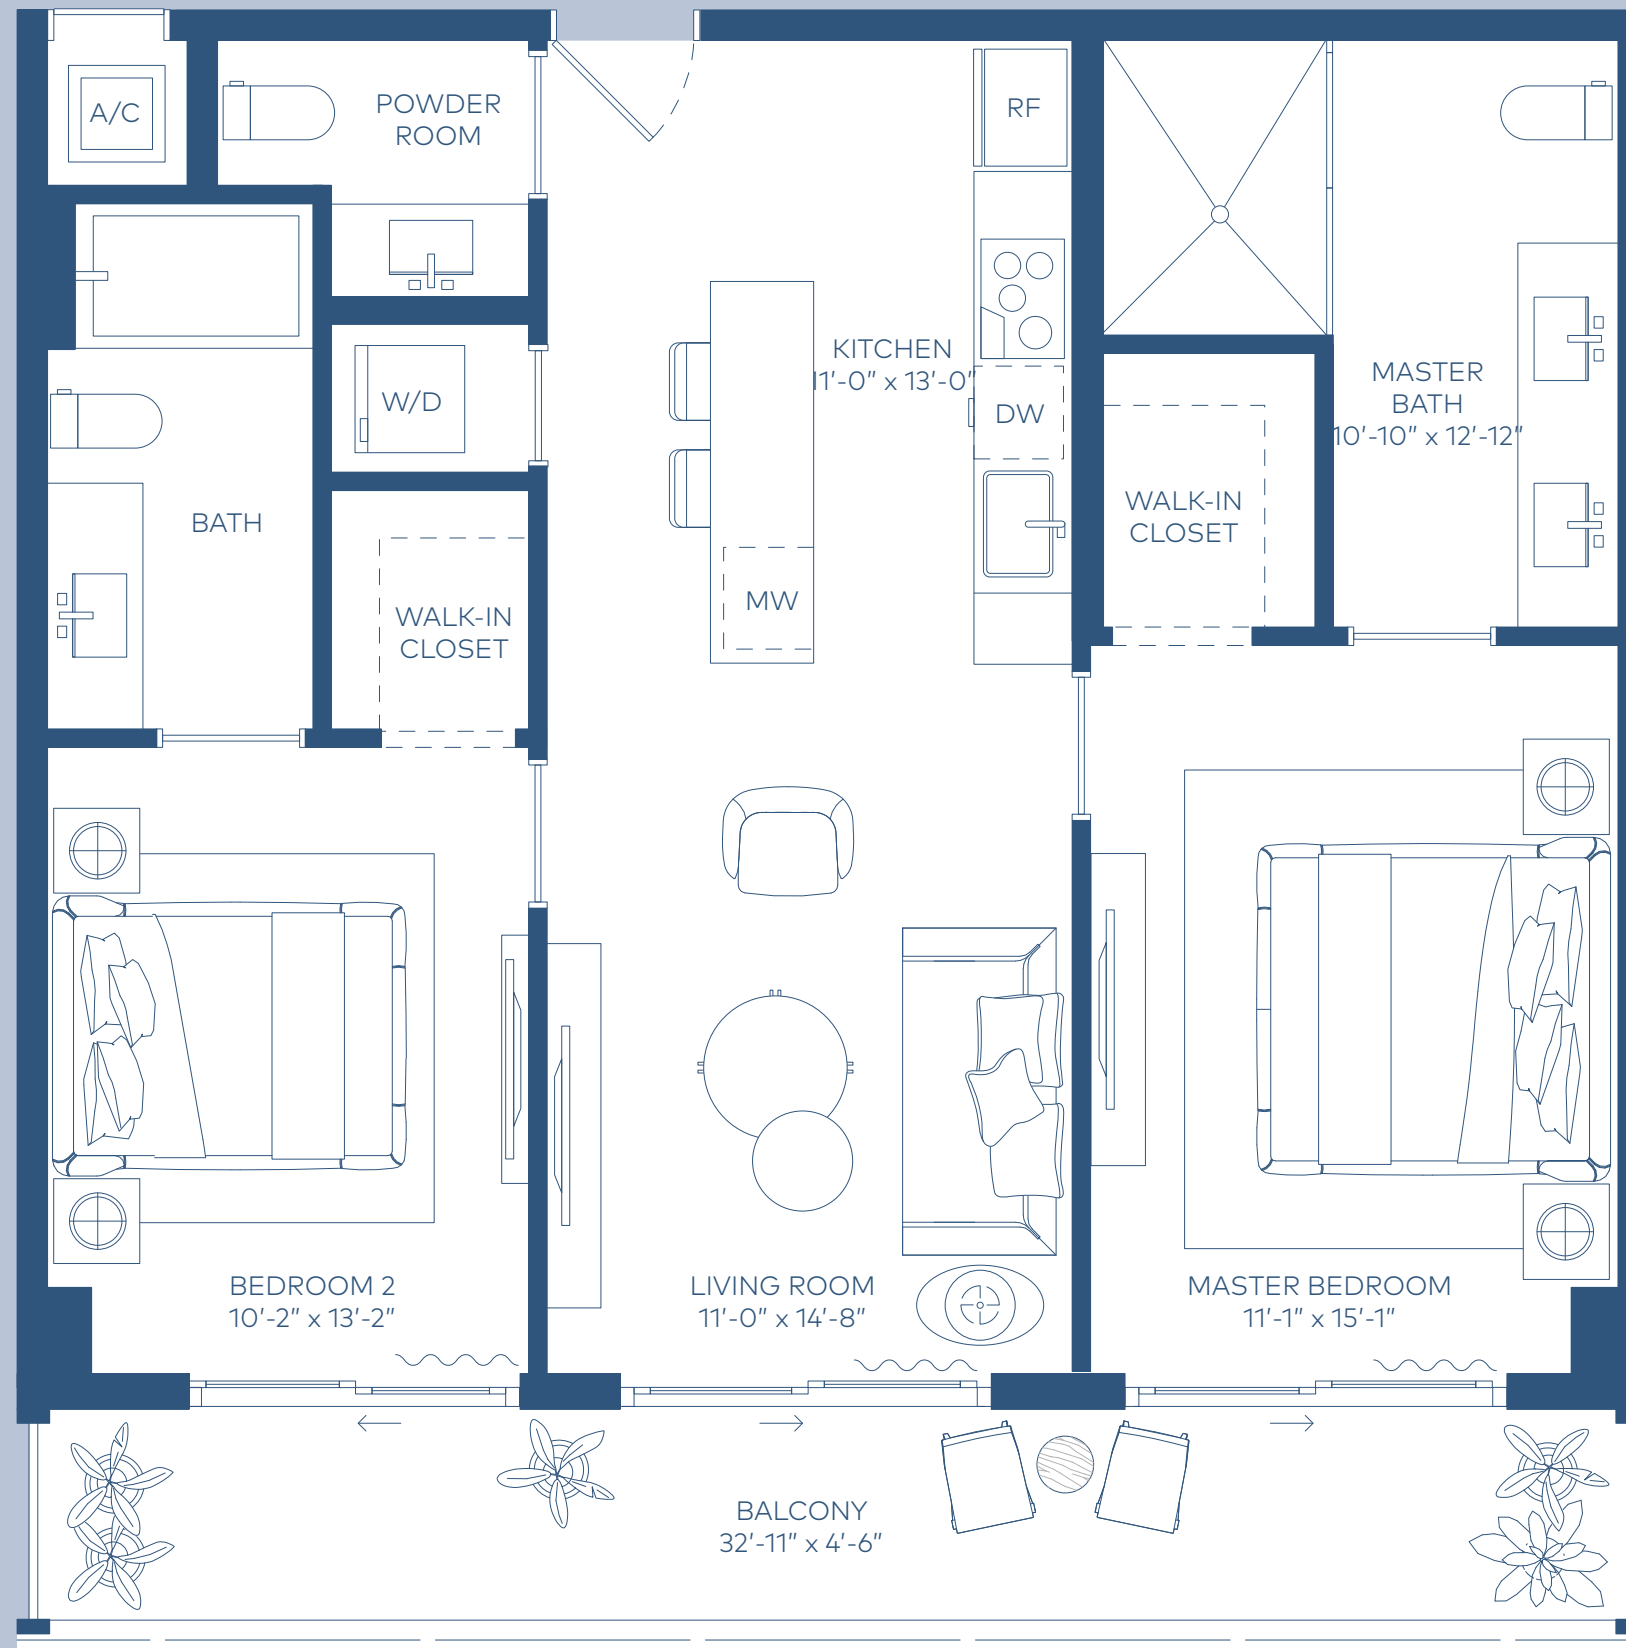 A/C
POWDER
ROOM
RF
KITCHEN
11'-0" x 13'-0"
MASTER
BATH
10'-10" x 12'-12"
W/D
DW
BATH
WALK-IN
CLOSET
WALK-IN
CLOSET
MW
BEDROOM 2
10'-2" x 13'-2"
LIVING ROOM
11'-0" x 14'-8"
MASTER BEDROOM
11'-1" x 15'-1"
BALCONY
32'-11" x 4'-6"